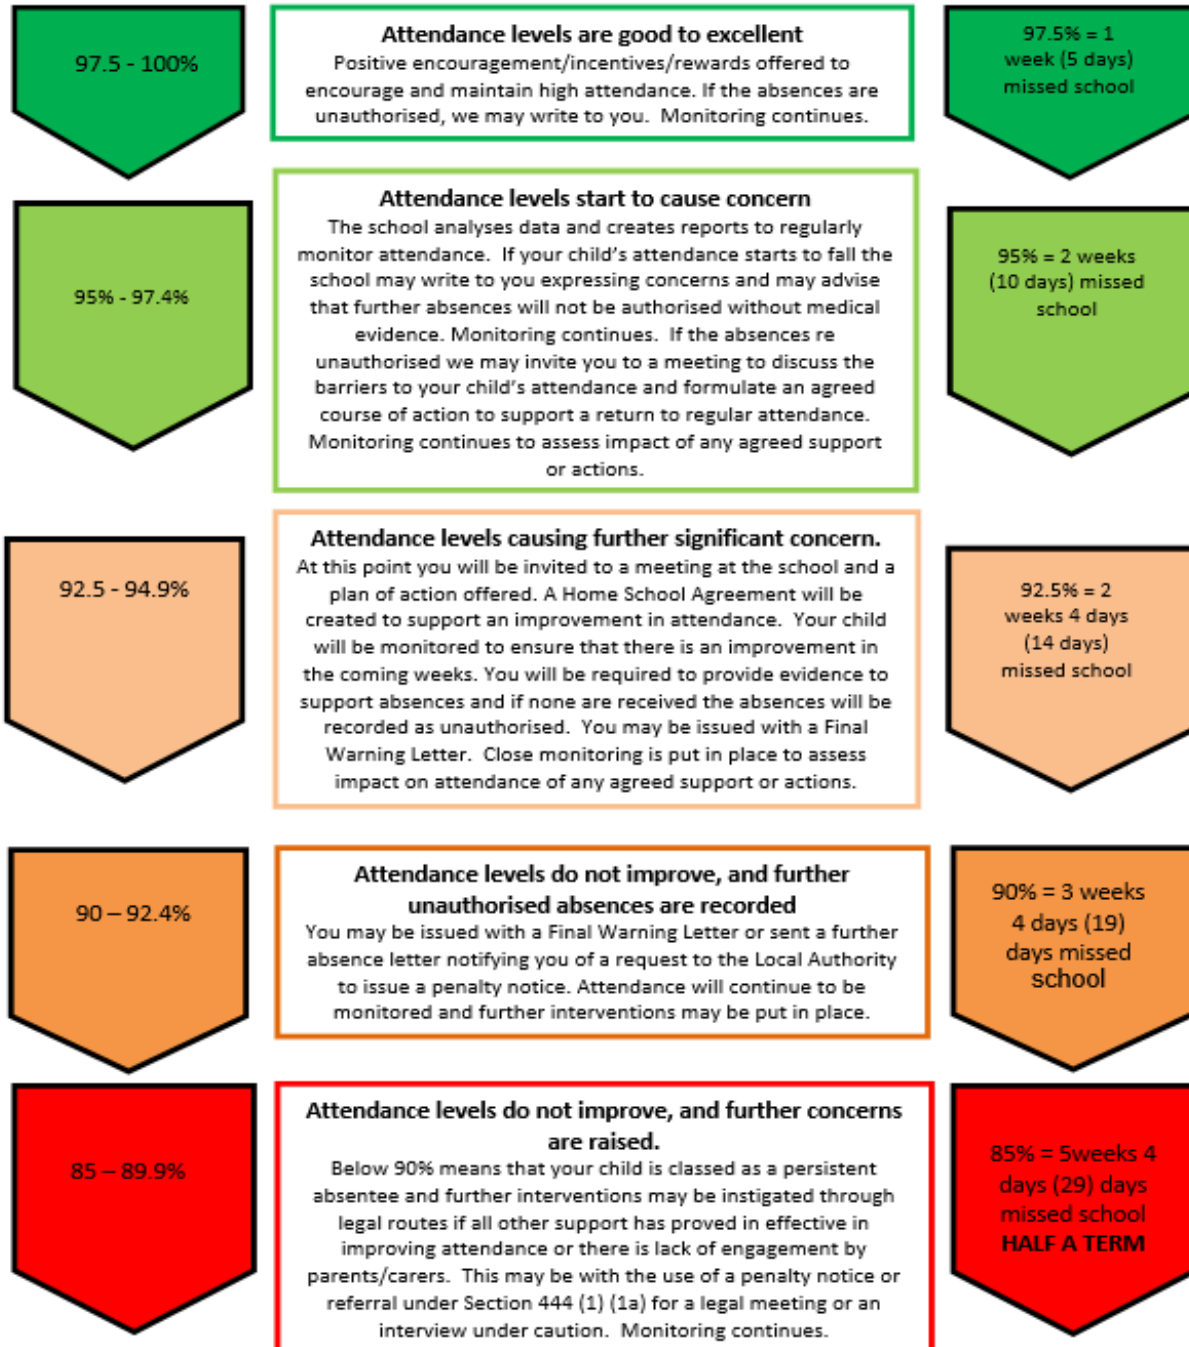 97.5 - 100%
Attendance levels are good to excellent
Positive encouragement/incentives/rewards offered to
encourage and maintain high attendance. If the absences are
unauthorised, we may write to you.  Monitoring continues.
97.5% = 1
week (5 days)
missed school
95% - 97.4%
Attendance levels start to cause concern
The school analyses data and creates reports to regularly
monitor attendance.  If your child's attendance starts to fall the
school may write to you expressing concerns and may advise
that further absences will not be authorised without medical
evidence. Monitoring continues.  If the absences re
unauthorised we may invite you to a meeting to discuss the
barriers to your child's attendance and formulate an agreed
course of action to support a return to regular attendance.
Monitoring continues to assess impact of any agreed support
or actions.
95% = 2 weeks
(10 days) missed
school
92.5 - 94.9%
Attendance levels causing further significant concern.
At this point you will be invited to a meeting at the school and a
plan of action offered. A Home School Agreement will be
created to support an improvement in attendance.  Your child
will be monitored to ensure that there is an improvement in
the coming weeks. You will be required to provide evidence to
support absences and if none are received the absences will be
recorded as unauthorised.  You may be issued with a Final
Warning Letter.  Close monitoring is put in place to assess
impact on attendance of any agreed support or actions.
92.5% = 2
weeks 4 days
(14 days)
missed school
90 – 92.4%
Attendance levels do not improve, and further
unauthorised absences are recorded
You may be issued with a Final Warning Letter or sent a further
absence letter notifying you of a request to the Local Authority
to issue a penalty notice. Attendance will continue to be
monitored and further interventions may be put in place.
90% = 3 weeks
4 days (19)
days missed
school
85 – 89.9%
Attendance levels do not improve, and further concerns
are raised.
Below 90% means that your child is classed as a persistent
absentee and further interventions may be instigated through
legal routes if all other support has proved in effective in
improving attendance or there is lack of engagement by
parents/carers.  This may be with the use of a penalty notice or
referral under Section 444 (1) (1a) for a legal meeting or an
interview under caution.  Monitoring continues.
85% = 5weeks 4
days (29) days
missed school
HALF A TERM